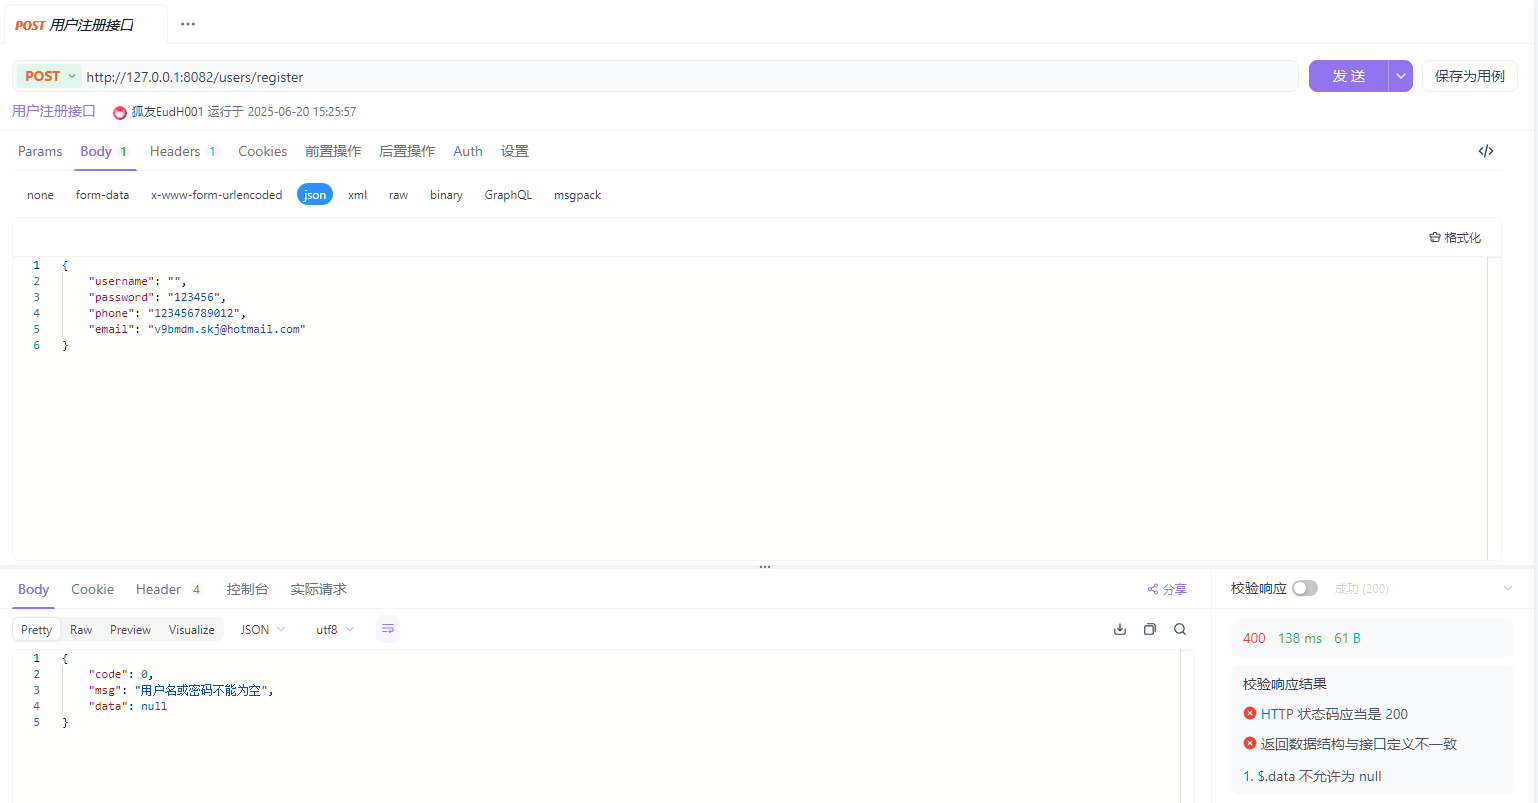 POST 用户注册接口 ···
POST http://127.0.0.1:8082/users/register 发 送 保存为用例
用户注册接口 狐友EudH001 运行于 2025-06-20 15:25:57
Params Body 1 Headers 1 Cookies 前置操作 后置操作 Auth 设置 </>
none form-data x-www-form-urlencoded json xml raw binary GraphQL msgpack
格式化
1 {
2 "username": "",
3 "password": "123456",
4 "phone": "123456789012",
5 "email": "v9bmdm.skj@hotmail.com"
6 }
Body Cookie Header 4 控制台 实际请求 分享
Pretty Raw Preview Visualize JSON utf8
1 {
2 "code": 0,
3 "msg": "用户名或密码不能为空",
4 "data": null
5 }
校验响应 成功 (200)
400 138 ms 61 B
校验响应结果
HTTP 状态码应当是 200
返回数据结构与接口定义不一致
1. $.data 不允许为 null